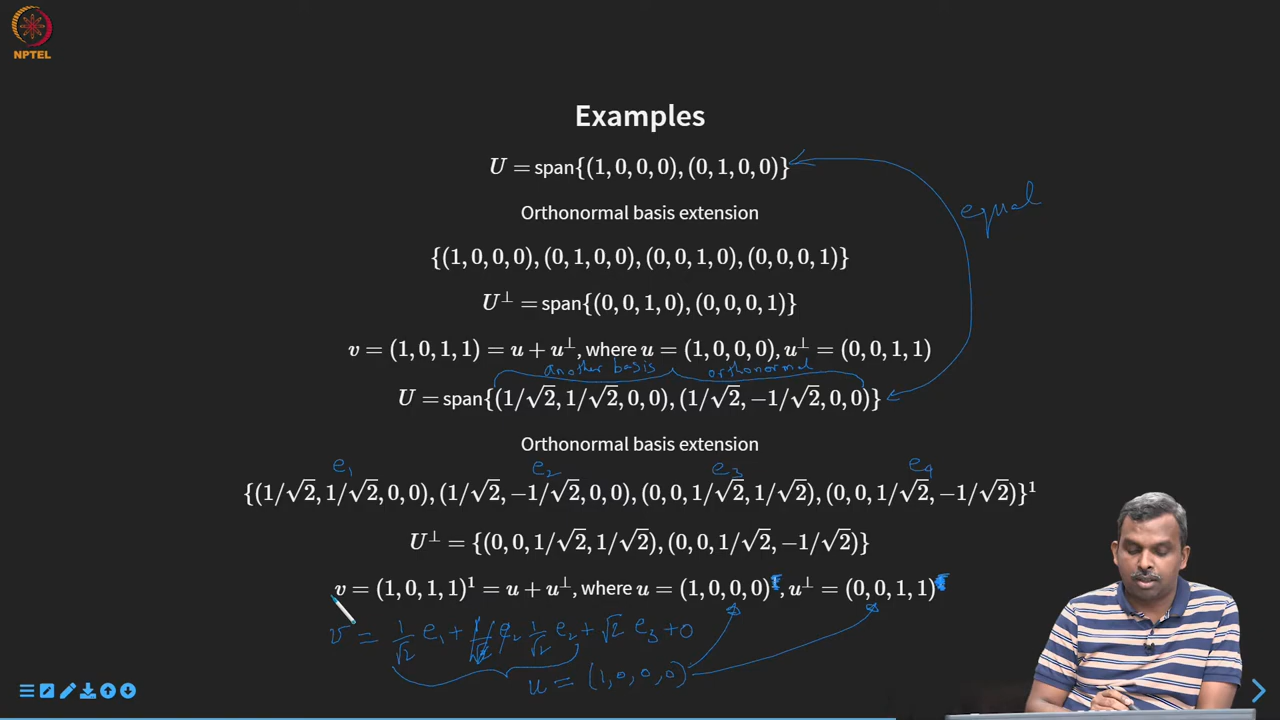 NPTEL
Examples
U = span{(1, 0, 0, 0), (0, 1, 0, 0)}
equal
Orthonormal basis extension
{(1, 0, 0, 0), (0, 1, 0, 0), (0, 0, 1, 0), (0, 0, 0, 1)}
U⊥ = span{(0, 0, 1, 0), (0, 0, 0, 1)}
v = (1, 0, 1, 1) = u + u⊥, where u = (1, 0, 0, 0), u⊥ = (0, 0, 1, 1)
another basis orthonormal
U = span{(1/√2, 1/√2, 0, 0), (1/√2, −1/√2, 0, 0)}
Orthonormal basis extension
e₁ e₂ e₃ e₄
{(1/√2, 1/√2, 0, 0), (1/√2, −1/√2, 0, 0), (0, 0, 1/√2, 1/√2), (0, 0, 1/√2, −1/√2)}¹
U⊥ = {(0, 0, 1/√2, 1/√2), (0, 0, 1/√2, −1/√2)}
v = (1, 0, 1, 1)¹ = u + u⊥, where u = (1, 0, 0, 0), u⊥ = (0, 0, 1, 1)
v = 1/√2 e₁ + 1/√2 e₂ + √2 e₃ + 0
u = (1, 0, 0, 0)